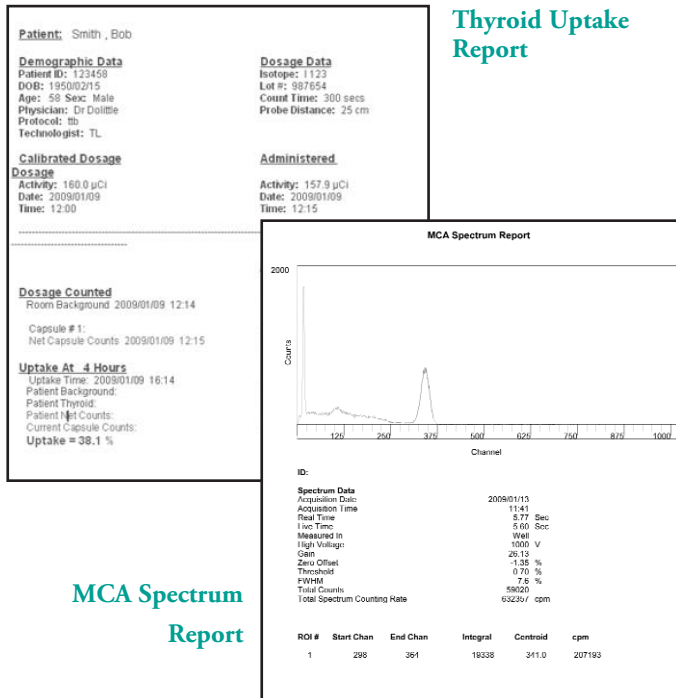 Thyroid Uptake
Report
Patient: Smith , Bob
Demographic Data
Patient ID: 123458
DOB: 1950/02/15
Age: 58 Sex: Male
Physician: Dr Dolittle
Protocol: ttb
Technologist: TL
Dosage Data
Isotope: I 123
Lot #: 987654
Count Time: 300 secs
Probe Distance: 25 cm
Calibrated Dosage
Administered
Dosage
Activity: 160.0 µCi
Date: 2009/01/09
Time: 12:00
Activity: 157.9 µCi
Date: 2009/01/09
Time: 12:15
Dosage Counted
Room Background 2009/01/09 12:14
Capsule # 1:
Net Capsule Counts 2009/01/09 12:15
Uptake At 4 Hours
Uptake Time: 2009/01/09 16:14
Patient Background:
Patient Thyroid:
Patient Net Counts:
Current Capsule Counts:
Uptake = 38.1 %
MCA Spectrum
Report
MCA Spectrum Report
2000
Counts
125 250 375 500 625 750 875 1000
Channel
ID:
Spectrum Data
Acquisition Date 2009/01/13
Acquisition Time 11:41
Real Time 5.77 Sec
Live Time 5.60 Sec
Measured In Well
High Voltage 1000 V
Gain 26.13
Zero Offset -1.35 %
Threshold 0.70 %
FWHM 7.6 %
Total Counts 59020
Total Spectrum Counting Rate 632357 cpm
ROI # Start Chan End Chan Integral Centroid cpm
1 298 364 19338 341.0 207193